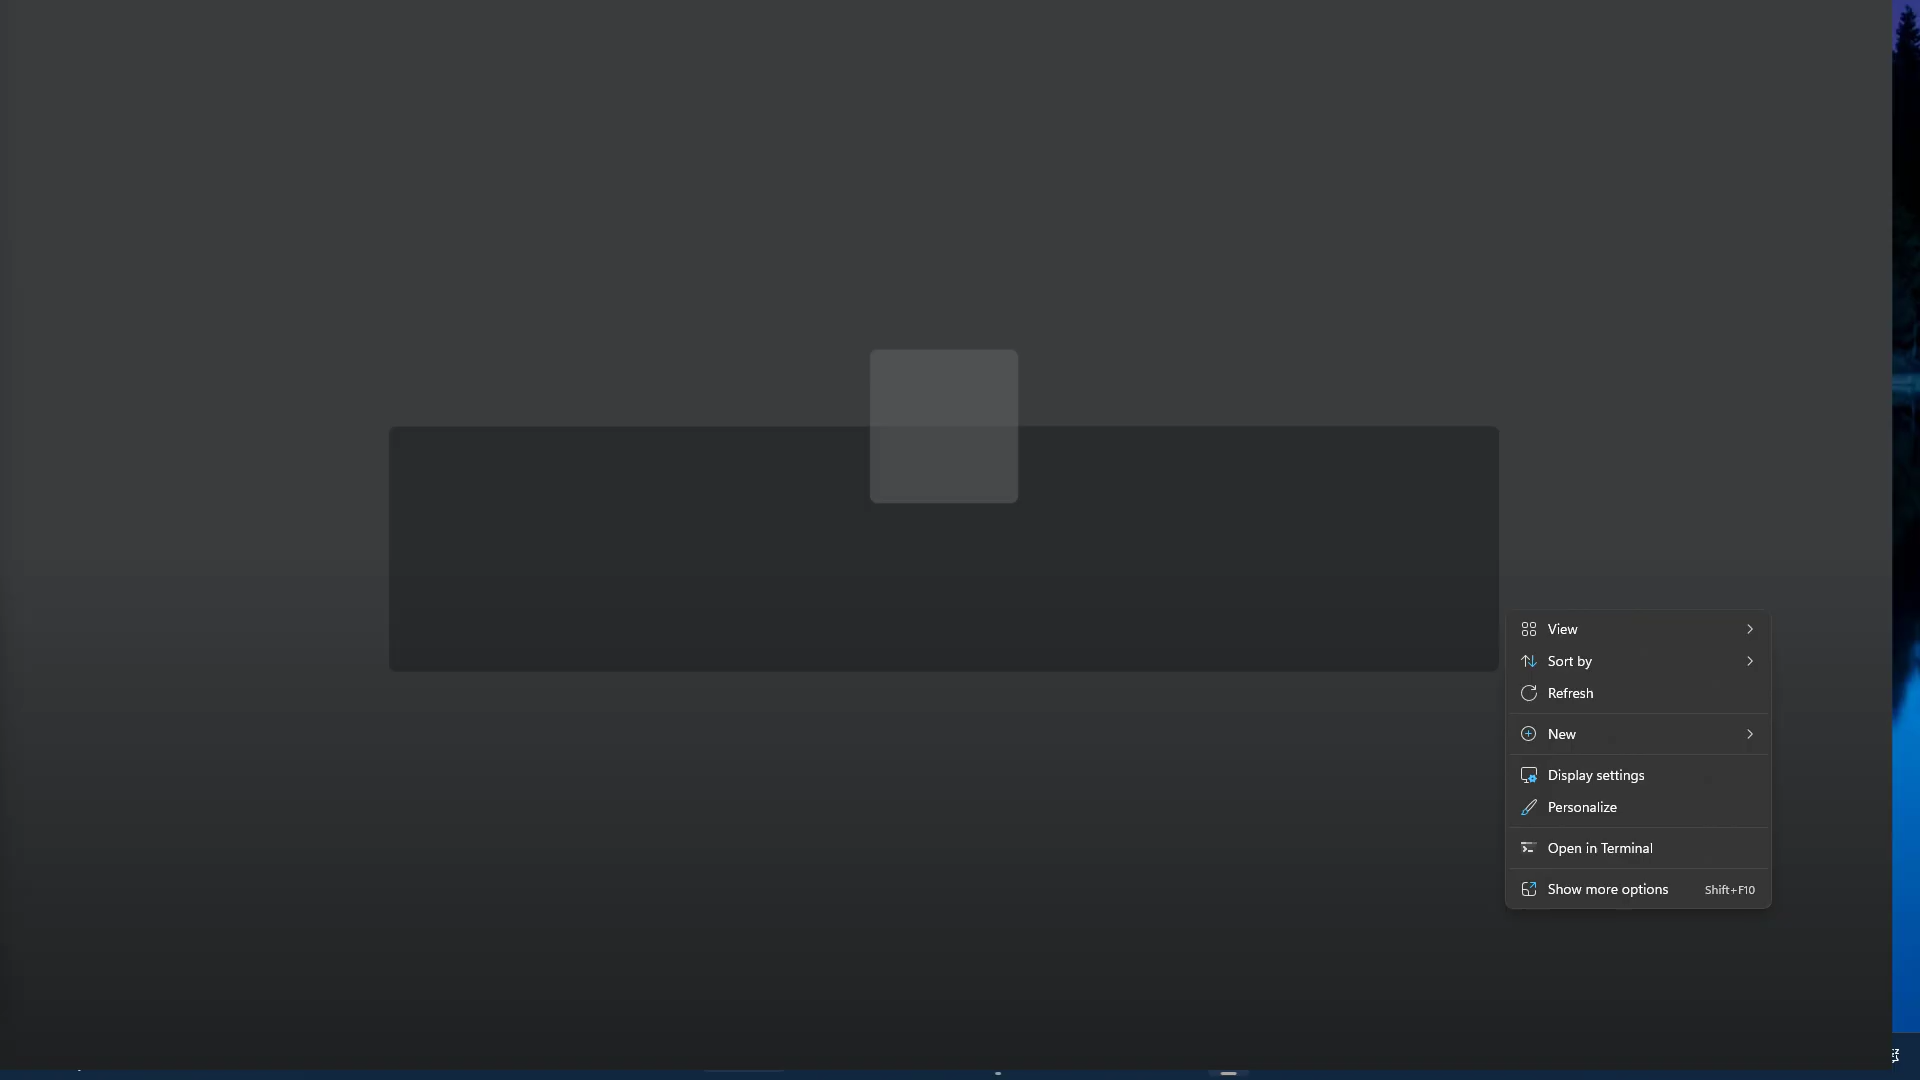 View
Sort by
Refresh
New
Display settings
Personalize
Open in Terminal
Show more options Shift+F10